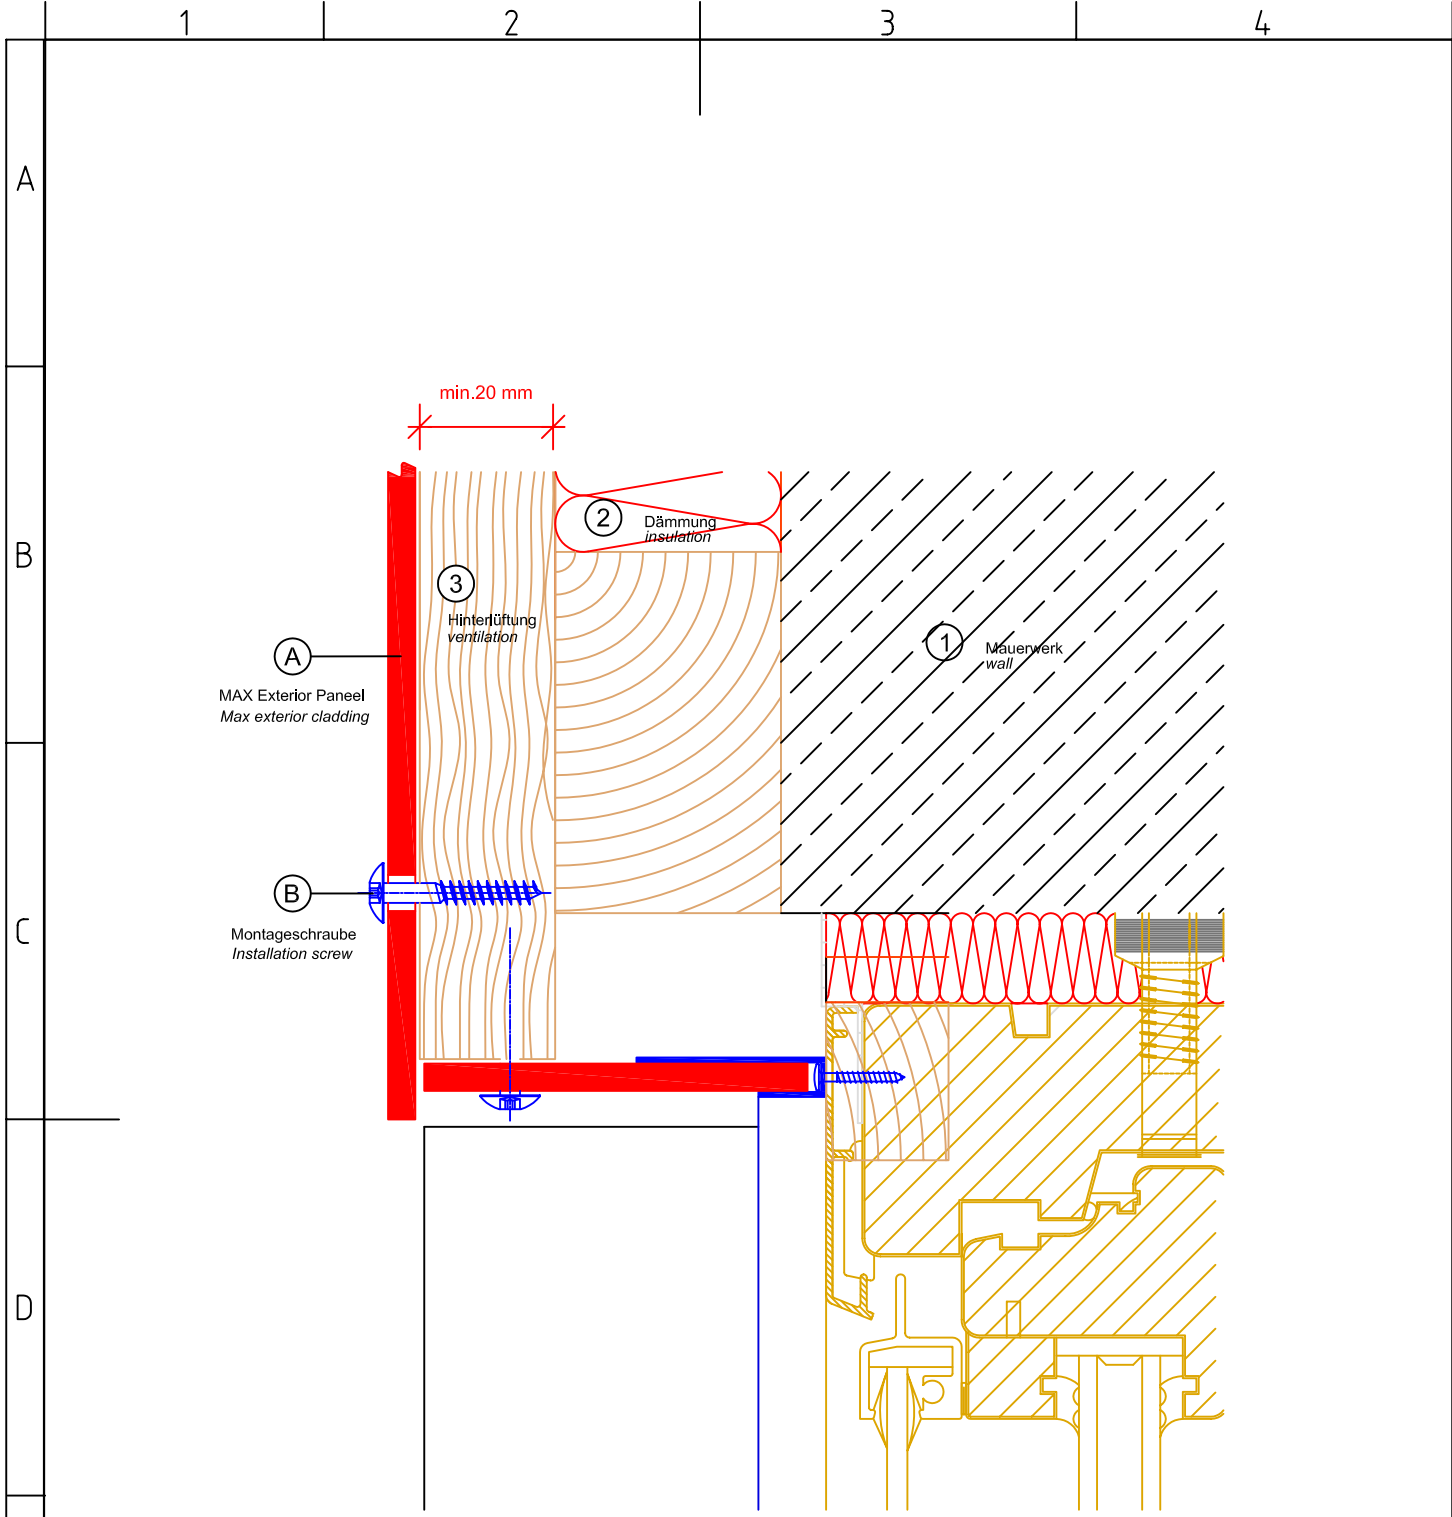 1 2 3 4
A
min.20 mm
2 Dämmung
insulation
B
3
Hinterlüftung
ventilation
1 Mauerwerk
wall
A
MAX Exterior Paneel
Max exterior cladding
B
C
Montageschraube
Installation screw
D